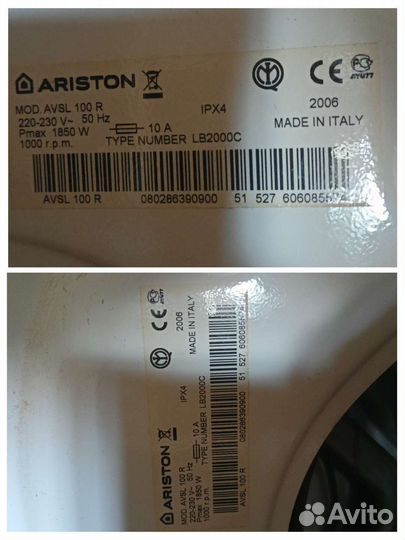 ARISTON
MOD. AVSL 100 R
220-230 V~ 50 Hz
Pmax 1850 W 10 A
1000 r.p.m. TYPE NUMBER LB2000C
IPX4
CE
2006
MADE IN ITALY
AVSL 100 R 080286390900 51 527
ARISTON
MOD. AVSL 100 R
220-230 V~ 50 Hz
Pmax 1850 W 10 A
1000 r.p.m. TYPE NUMBER LB2000C
IPX4
CE
2006
MADE IN ITALY
AVSL 100 R 080286390900 51 527
Avito